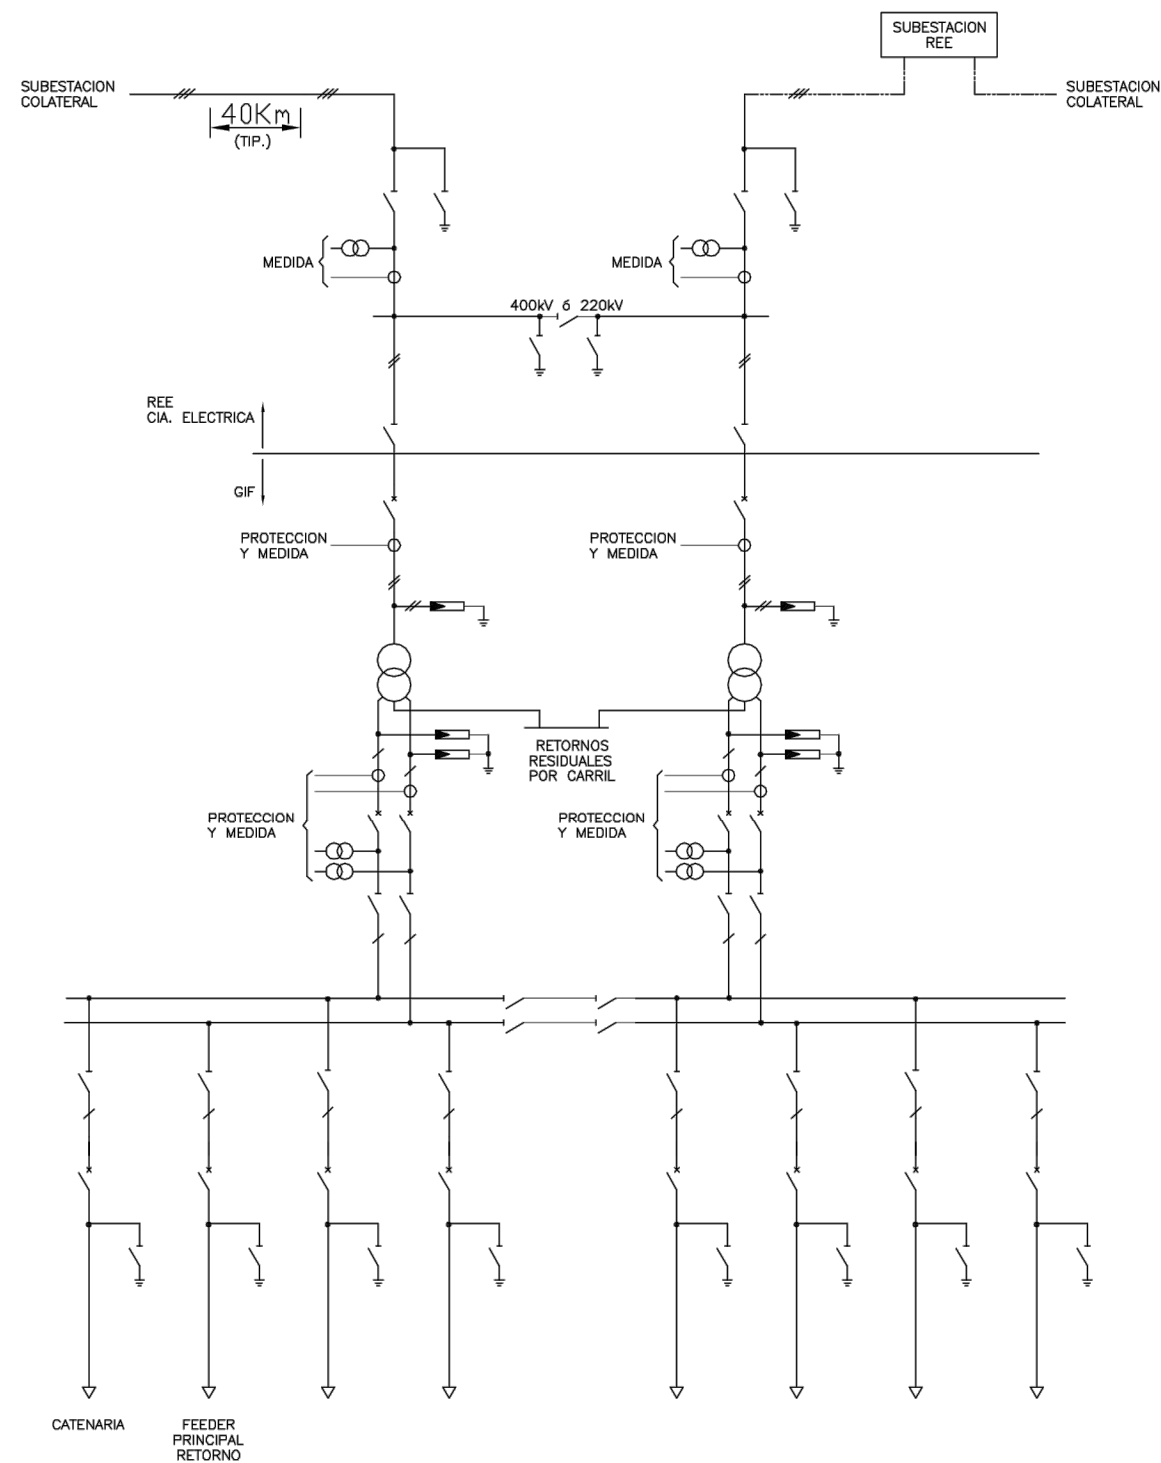 SUBESTACION
REE
SUBESTACION
COLATERAL
40Km
(TIP.)
SUBESTACION
COLATERAL
MEDIDA
MEDIDA
400kV ó 220kV
REE
CIA. ELECTRICA
GIF
PROTECCION
Y MEDIDA
PROTECCION
Y MEDIDA
RETORNOS
RESIDUALES
POR CARRIL
PROTECCION
Y MEDIDA
PROTECCION
Y MEDIDA
CATENARIA
FEEDER
PRINCIPAL
RETORNO